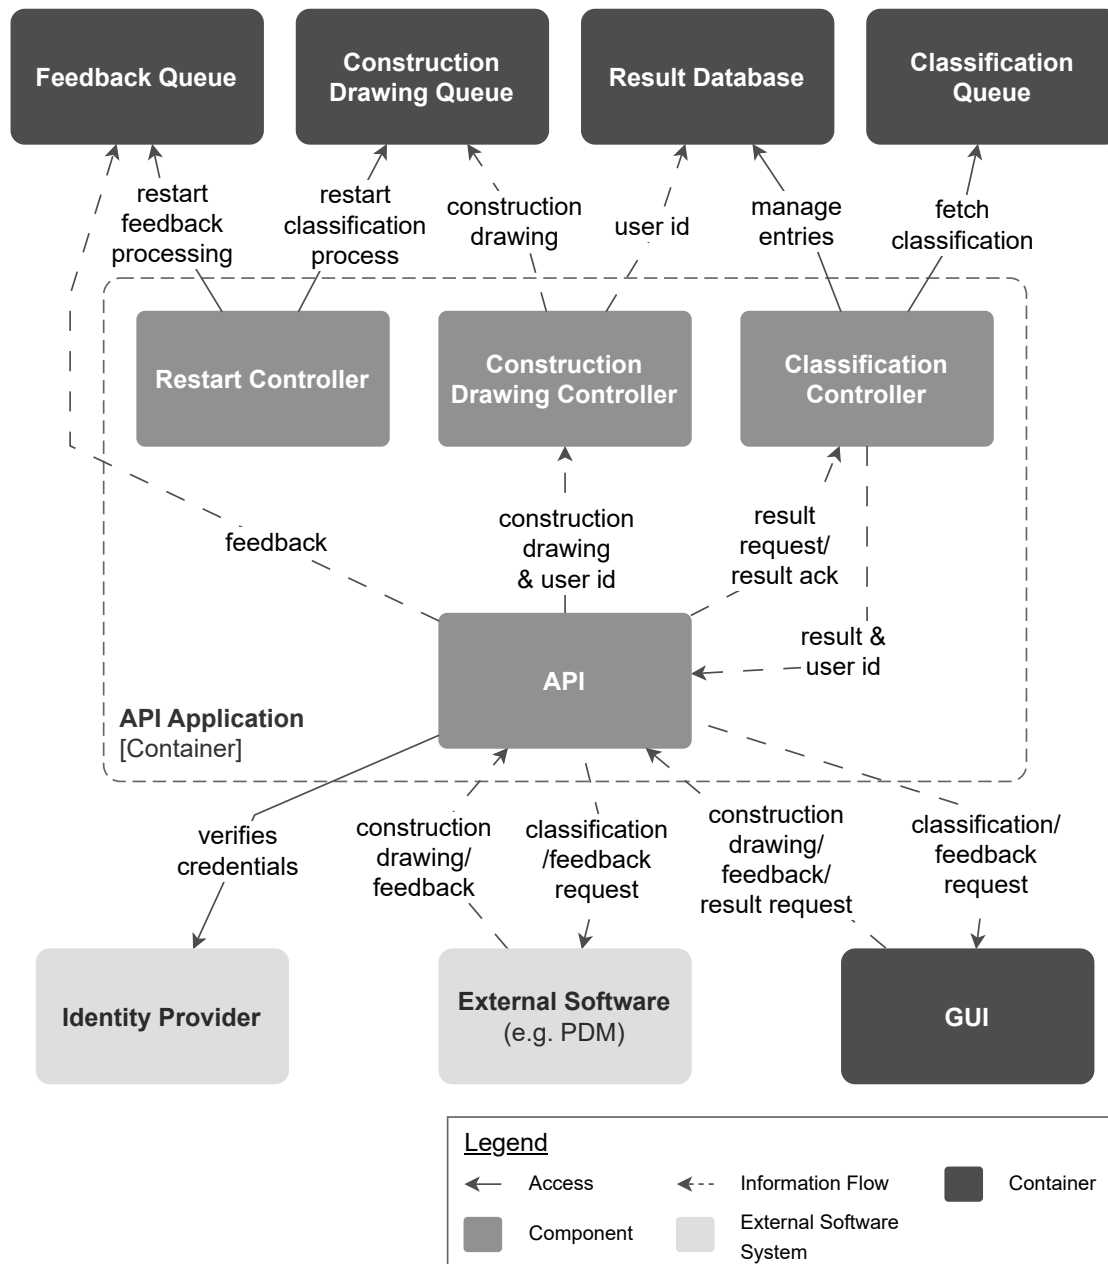 Feedback Queue
Construction
Drawing Queue
Result Database
Classification
Queue
restart
feedback
processing
restart
classification
process
construction
drawing
user id
manage
entries
fetch
classification
Restart Controller
Construction
Drawing Controller
Classification
Controller
feedback
construction
drawing
& user id
result
request/
result ack
result &
user id
API
API Application
[Container]
verifies
credentials
construction
drawing/
feedback
classification
/feedback
request
construction
drawing/
feedback/
result request
classification/
feedback
request
Identity Provider
External Software
(e.g. PDM)
GUI
Legend
Access
Information Flow
Container
Component
External Software
System